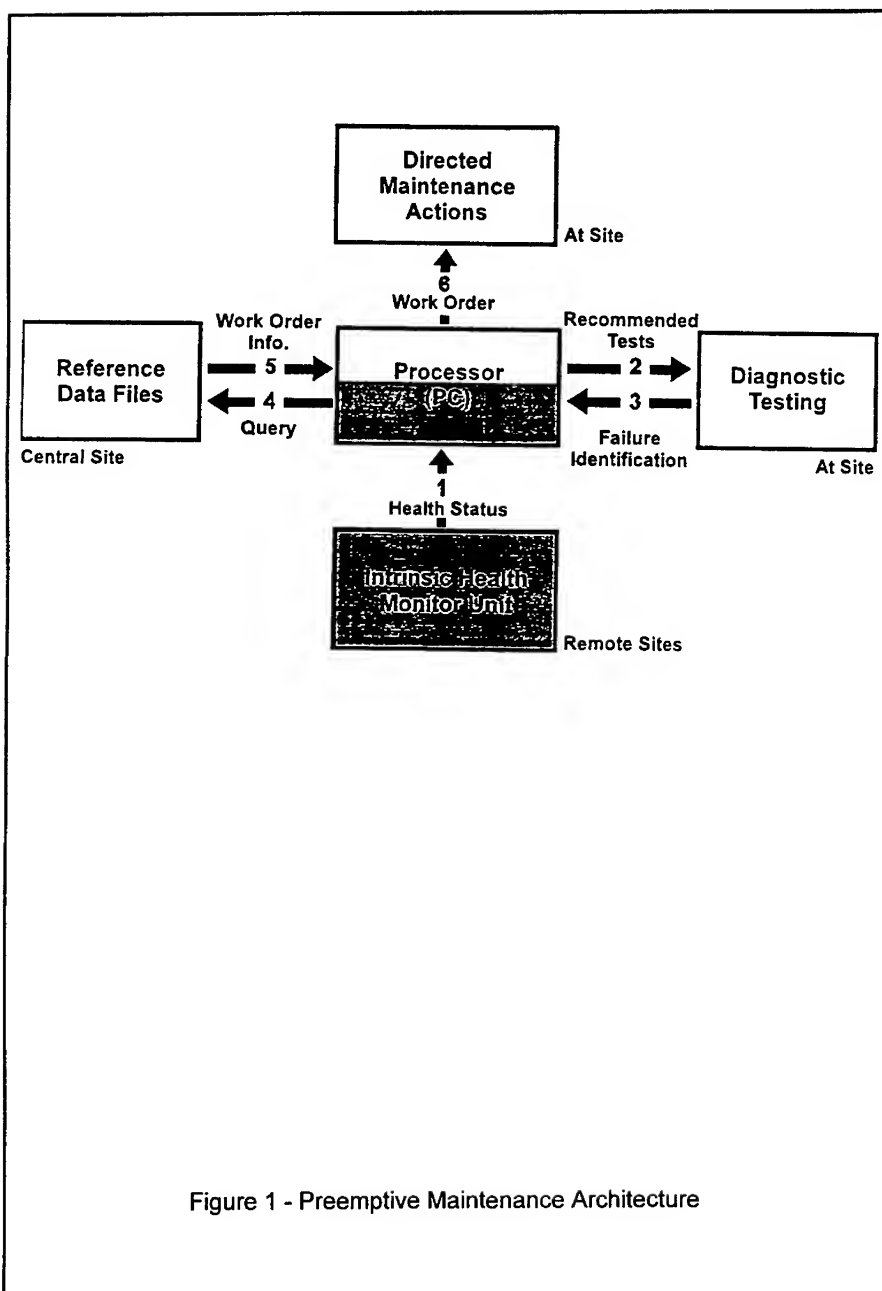 Directed
Maintenance
Actions
At Site
6
Work Order
Work Order
Info.
5
4
Query
Reference
Data Files
Central Site
Processor
(PC)
Recommended
Tests
2
3
Failure
Identification
Diagnostic
Testing
At Site
1
Health Status
Intrinsic Health
Monitor Unit
Remote Sites
Figure 1 - Preemptive Maintenance Architecture